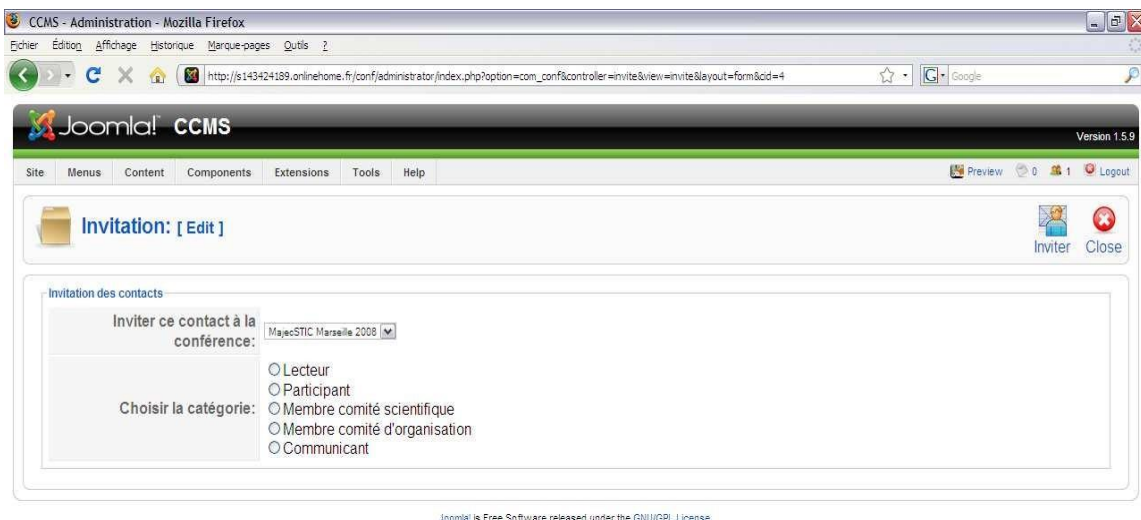 CCMS - Administration - Mozilla Firefox
Fichier Édition Affichage Historique Marque-pages Outils ?
http://s143424189.onlinehome.fr/conf/administrator/index.php?option=com_conf&controller=invite&view=invite&layout=form&cid=4
G Google
Joomla! CCMS
Version 1.5.9
Site Menus Content Components Extensions Tools Help Preview 0 1 Logout
Invitation: [ Edit ]
Inviter Close
Invitation des contacts
Inviter ce contact à la
conférence:
MajecSTIC Marseille 2008
Choisir la catégorie:
Lecteur
Participant
Membre comité scientifique
Membre comité d'organisation
Communicant
Joomla! is Free Software released under the GNU/GPL License.